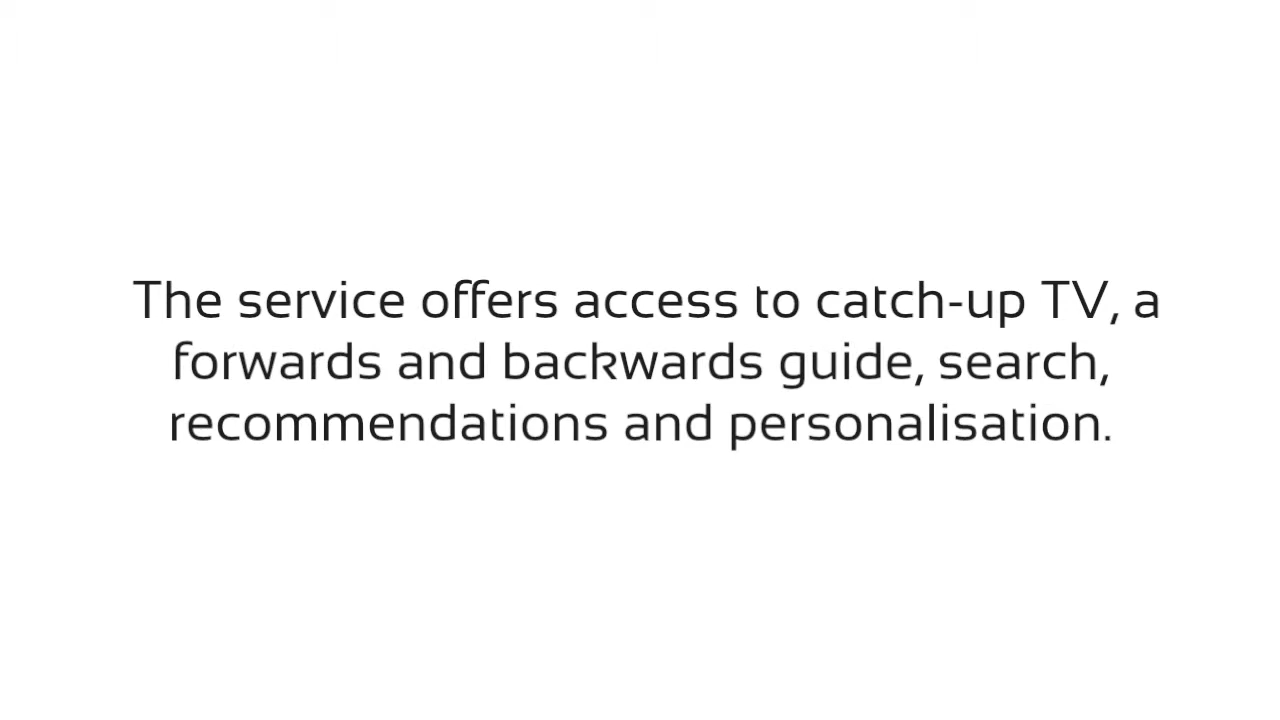 The service offers access to catch-up TV, a
forwards and backwards guide, search,
recommendations and personalisation.